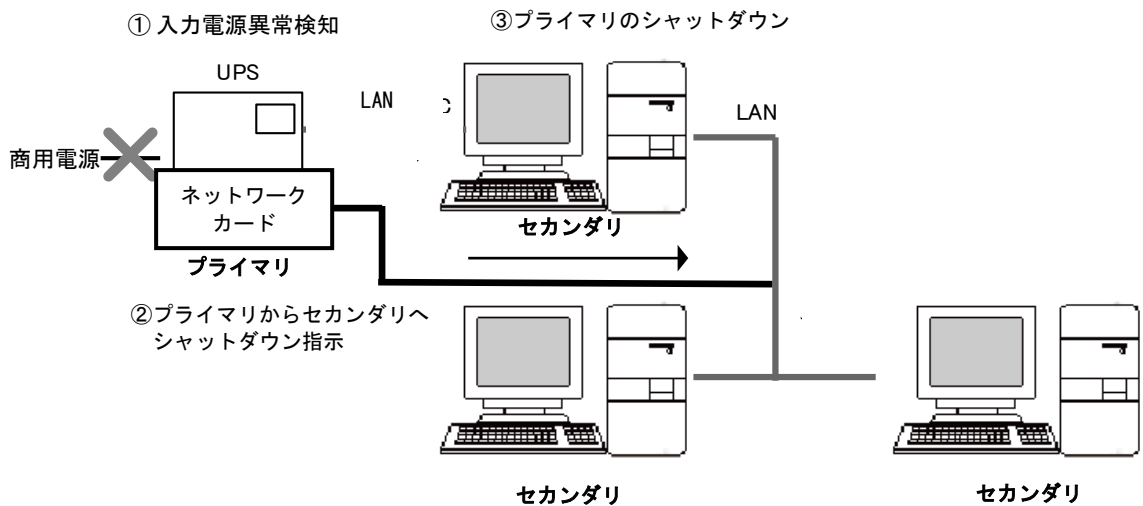 ① 入力電源異常検知
③プライマリのシャットダウン
UPS
LAN
LAN
商用電源
ネットワーク
カード
プライマリ
セカンダリ
②プライマリからセカンダリへ
シャットダウン指示
セカンダリ
セカンダリ